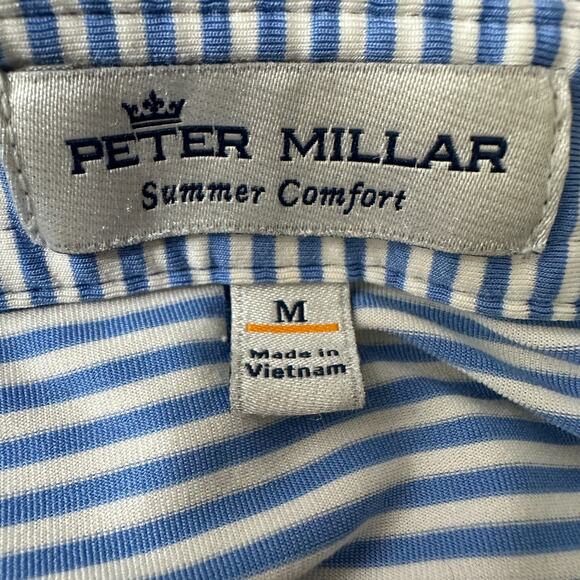 PETER MILLAR
Summer Comfort
M
Made in
Vietnam